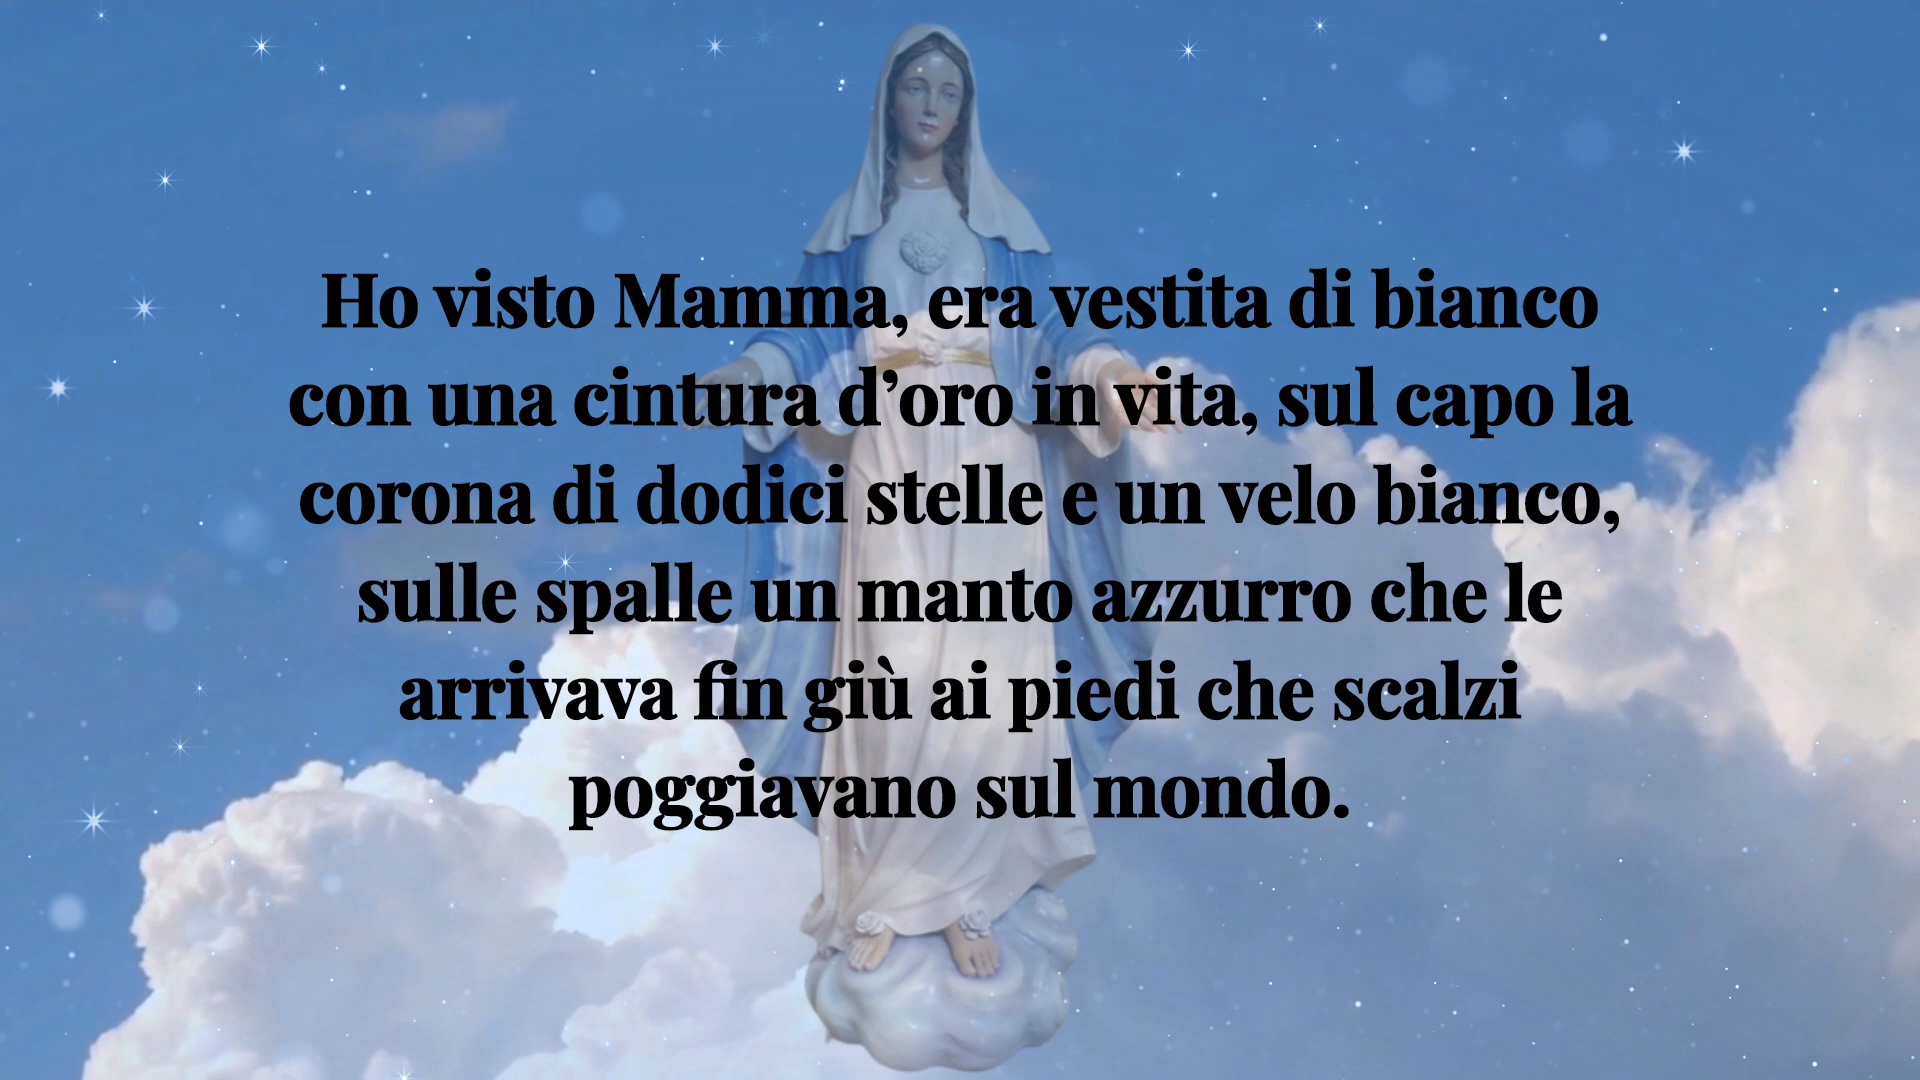 Ho visto Mamma, era vestita di bianco
con una cintura d’oro in vita, sul capo la
corona di dodici stelle e un velo bianco,
sulle spalle un manto azzurro che le
arrivava fin giù ai piedi che scalzi
poggiavano sul mondo.